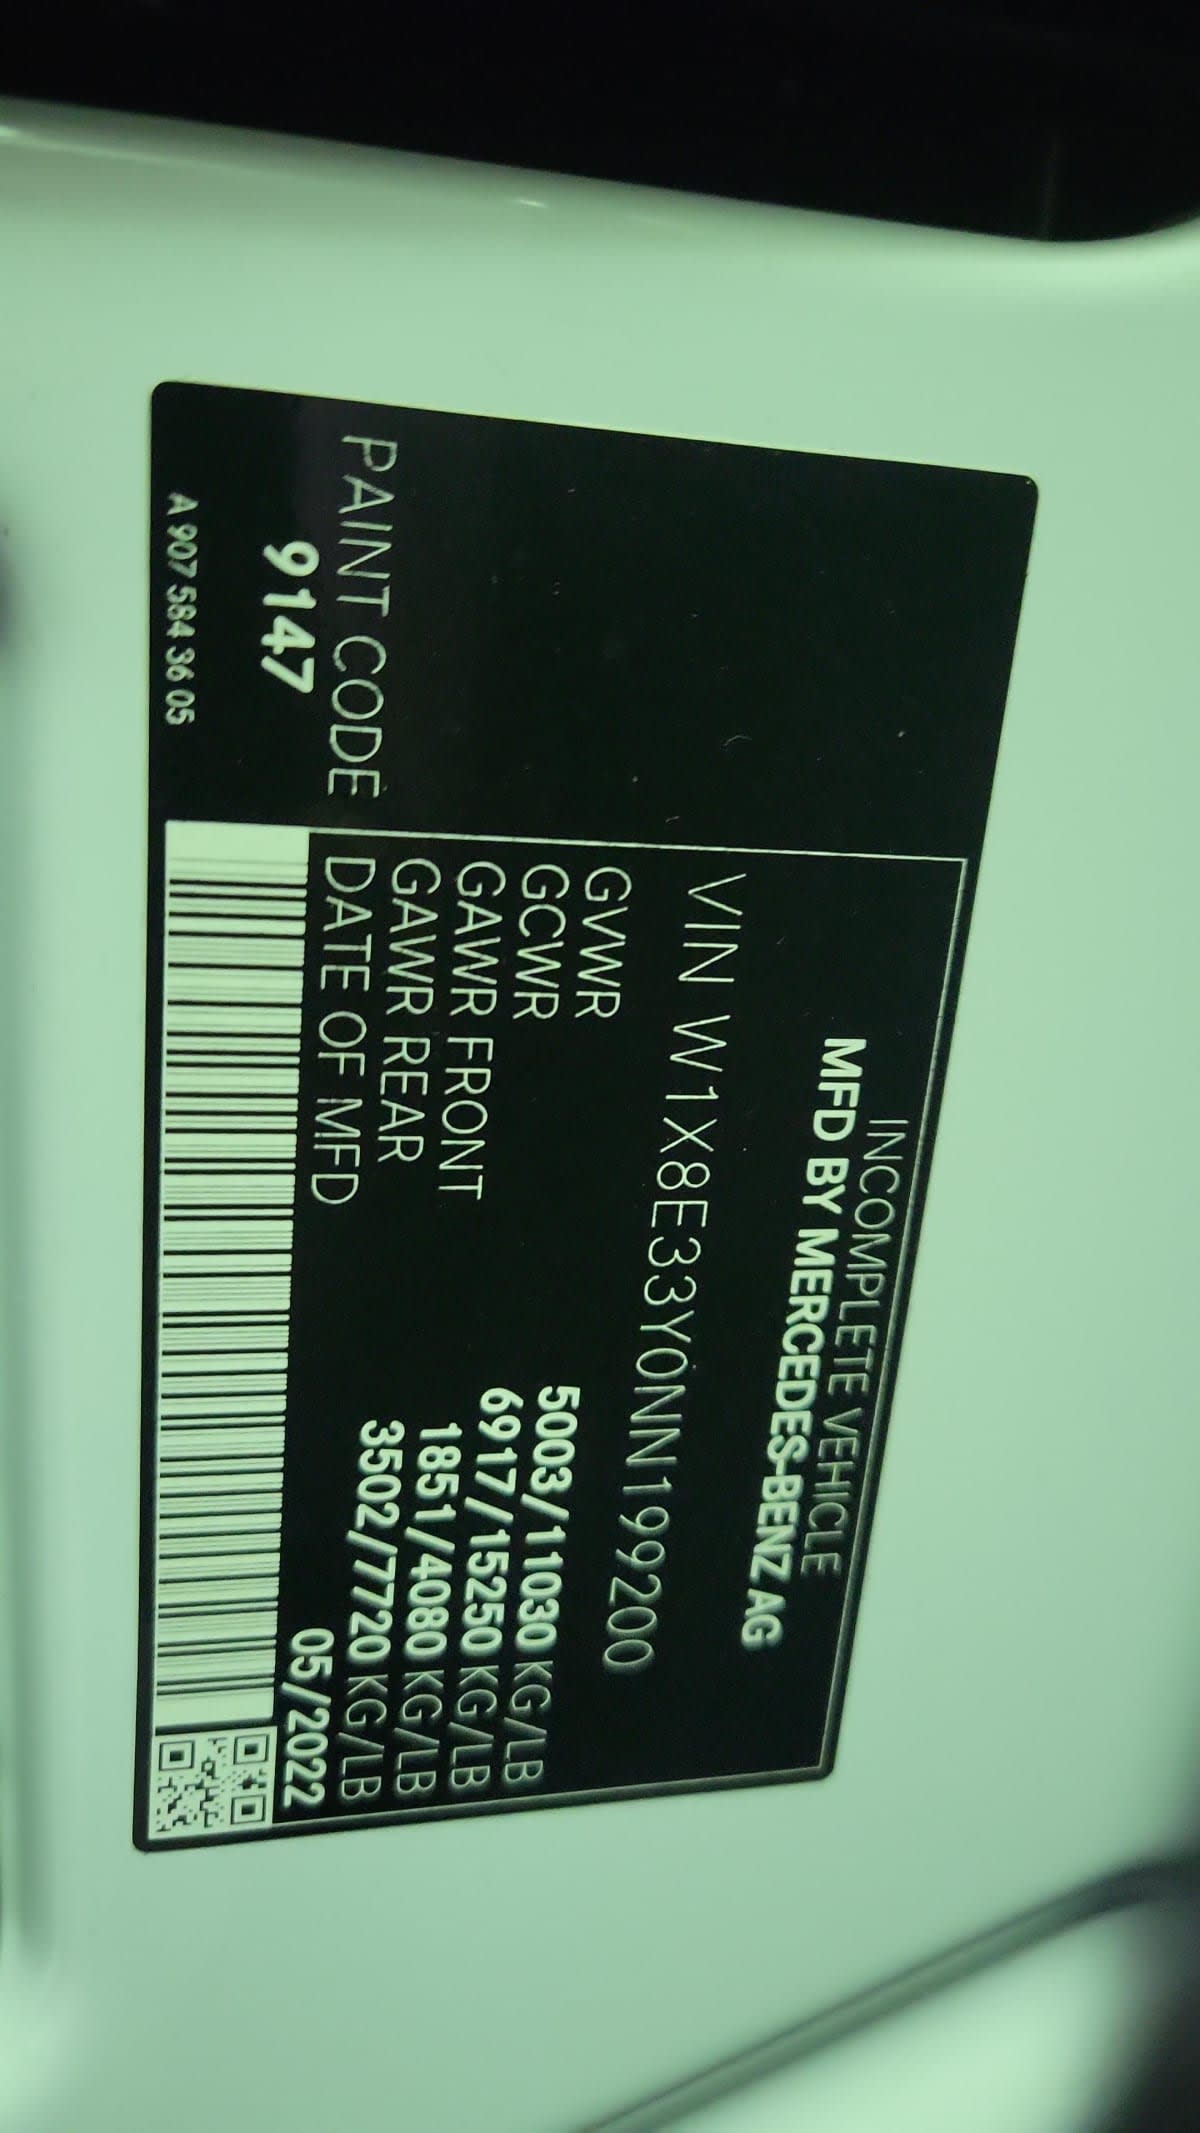 INCOMPLETE VEHICLE
MFD BY MERCEDES-BENZ AG
VIN W1X8E33Y0NN199200
GVWR 5003/11030 KG/LB
GCWR 6917/15250 KG/LB
GAWR FRONT 1851/4080 KG/LB
GAWR REAR 3502/7720 KG/LB
DATE OF MFD 05/2022
PAINT CODE
9147
A 907 584 36 05